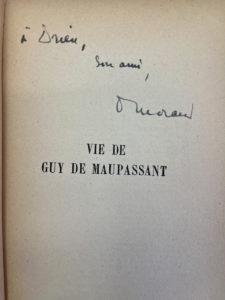 à Drieu,
son ami,
P Morand
VIE DE
GUY DE MAUPASSANT